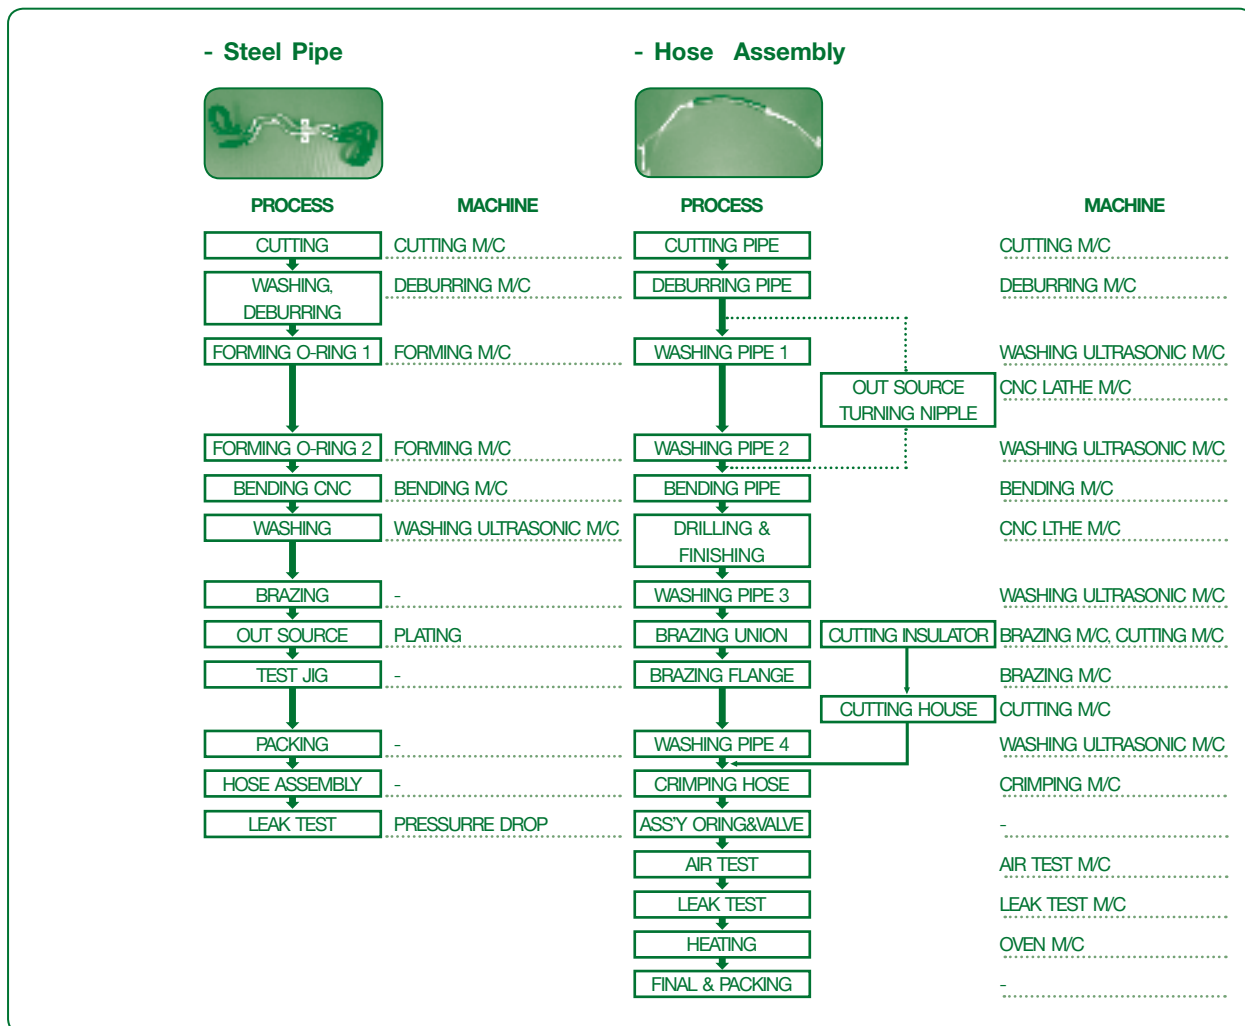 - Steel Pipe
- Hose Assembly
PROCESS
MACHINE
PROCESS
MACHINE
CUTTING
CUTTING M/C
CUTTING PIPE
CUTTING M/C
WASHING,
DEBURRING
DEBURRING M/C
DEBURRING PIPE
DEBURRING M/C
FORMING O-RING 1
FORMING M/C
WASHING PIPE 1
WASHING ULTRASONIC M/C
OUT SOURCE
TURNING NIPPLE
CNC LATHE M/C
FORMING O-RING 2
FORMING M/C
WASHING PIPE 2
WASHING ULTRASONIC M/C
BENDING CNC
BENDING M/C
BENDING PIPE
BENDING M/C
WASHING
WASHING ULTRASONIC M/C
DRILLING &
FINISHING
CNC LTHE M/C
BRAZING
-
WASHING PIPE 3
WASHING ULTRASONIC M/C
OUT SOURCE
PLATING
BRAZING UNION
CUTTING INSULATOR
BRAZING M/C, CUTTING M/C
TEST JIG
-
BRAZING FLANGE
BRAZING M/C
CUTTING HOUSE
CUTTING M/C
PACKING
-
WASHING PIPE 4
WASHING ULTRASONIC M/C
HOSE ASSEMBLY
-
CRIMPING HOSE
CRIMPING M/C
LEAK TEST
PRESSURRE DROP
ASS'Y ORING&VALVE
-
AIR TEST
AIR TEST M/C
LEAK TEST
LEAK TEST M/C
HEATING
OVEN M/C
FINAL & PACKING
-